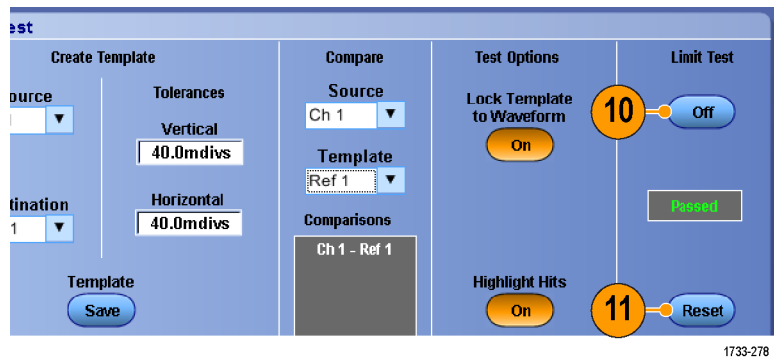 est
Create Template
ource
Tolerances
Vertical
40.0mdivs
tination
1
Horizontal
40.0mdivs
Template
Save
Compare
Source
Ch 1
Template
Ref 1
Comparisons
Ch 1 - Ref 1
Test Options
Lock Template
to Waveform
On
Highlight Hits
On
Limit Test
10
Off
Passed
11
Reset
1733-278